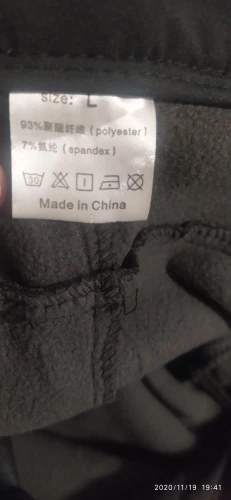 size: L
93%聚酯纤维 (polyester)
7%氨纶 (spandex)
30
Made in China
2020/11/19 19:41